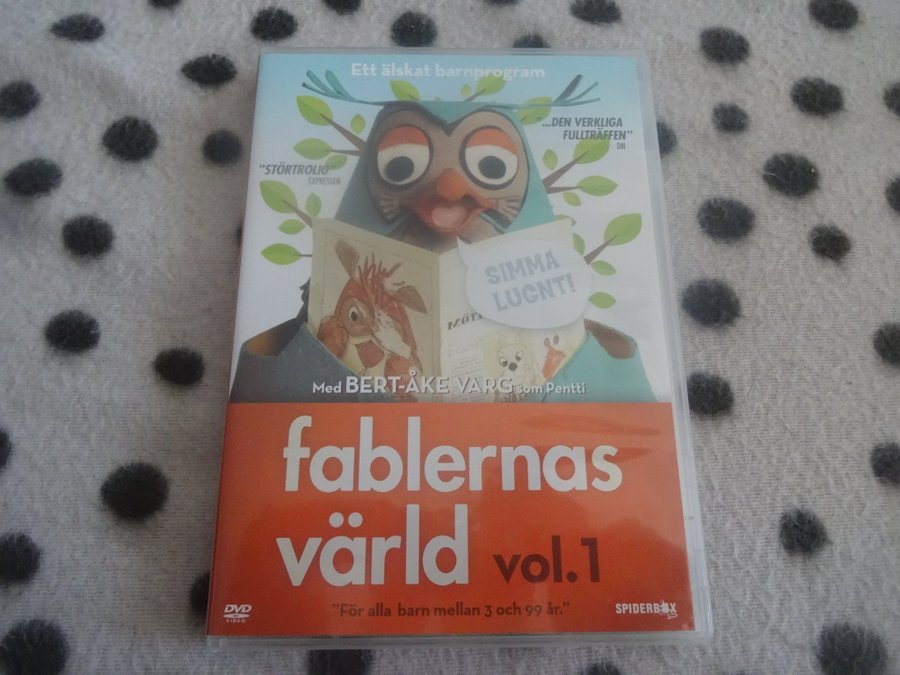 Ett älskat barnprogram
"...DEN VERKLIGA
FULLTRÄFFEN"
DN
"STÖRTROLIG"
EXPRESSEN
SIMMA
LUGNT!
Med BERT-ÅKE VARG som Pentti
fablernas
värld vol.1
"För alla barn mellan 3 och 99 år."
DVD
VIDEO
SPIDERBOX